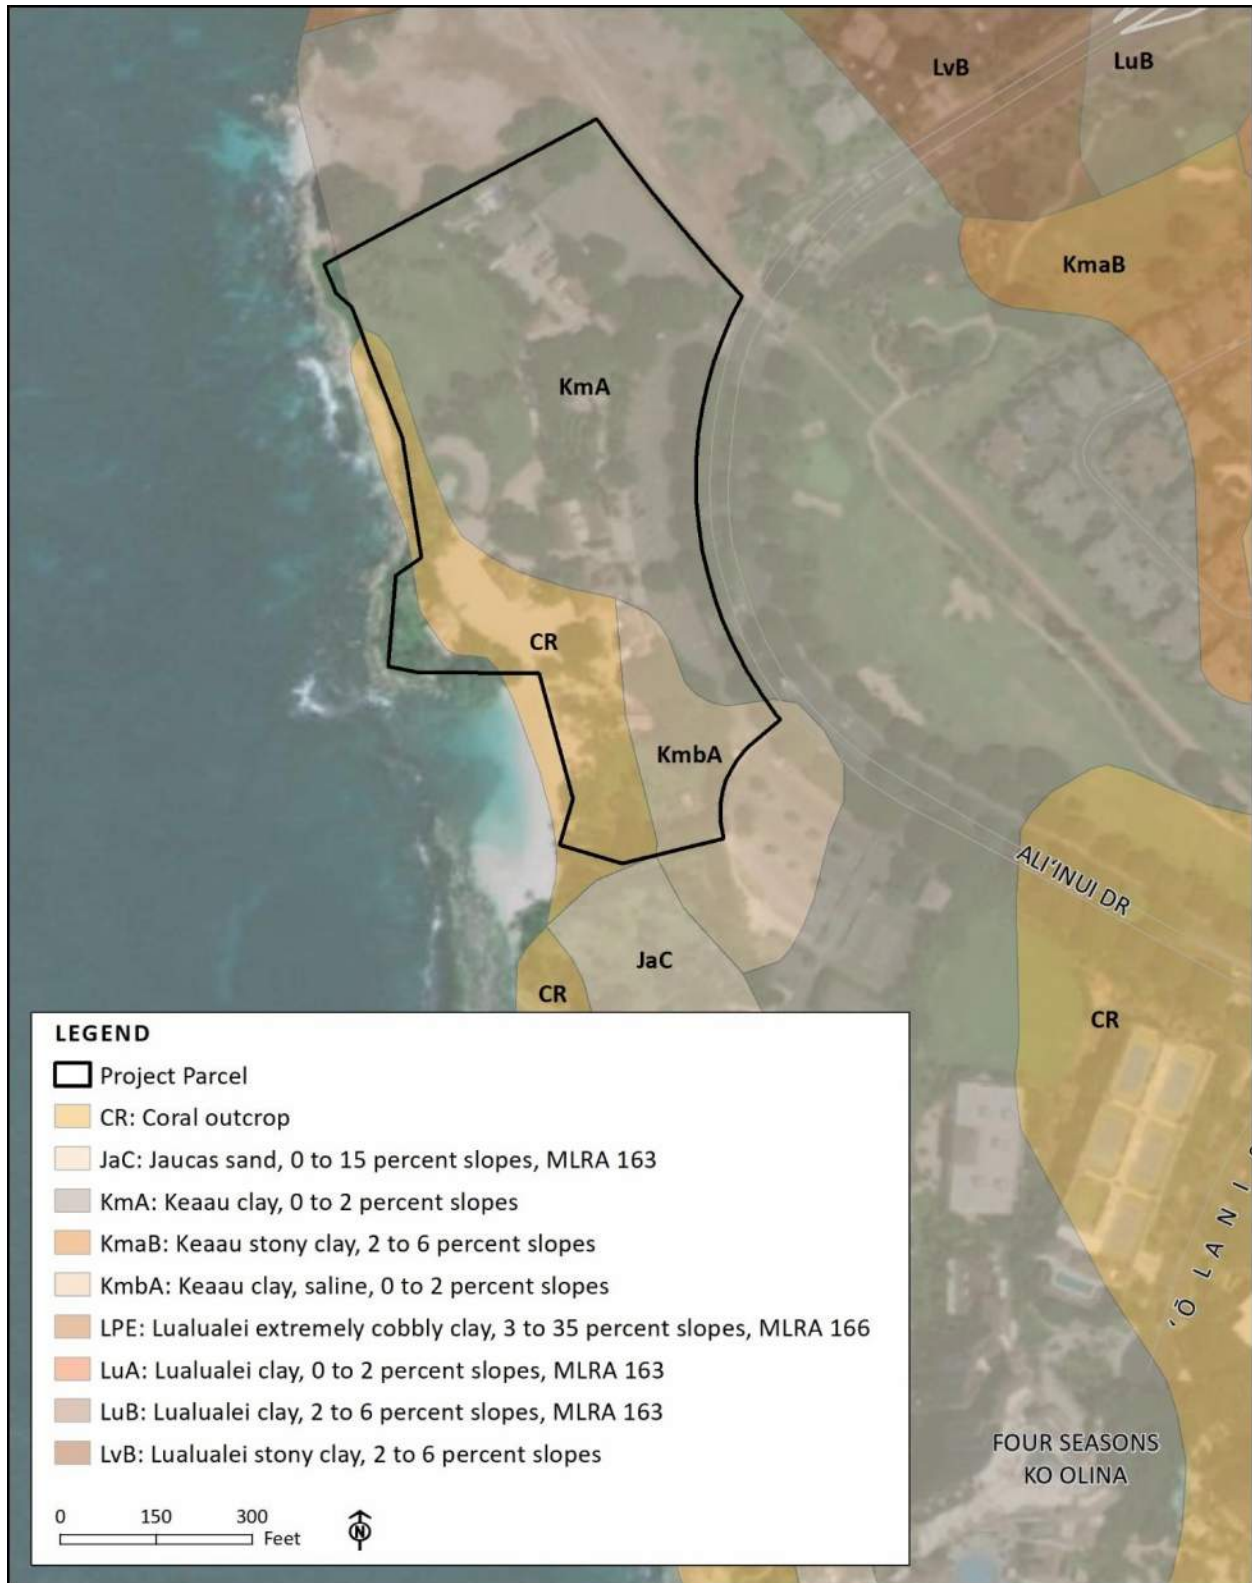 LvB
LuB
KmaB
KmA
CR
KmbA
ALI‘INUI DR
JaC
CR
CR
‘ŌLANI
FOUR SEASONS
KO OLINA
LEGEND
Project Parcel
CR: Coral outcrop
JaC: Jaucas sand, 0 to 15 percent slopes, MLRA 163
KmA: Keaau clay, 0 to 2 percent slopes
KmaB: Keaau stony clay, 2 to 6 percent slopes
KmbA: Keaau clay, saline, 0 to 2 percent slopes
LPE: Lualualei extremely cobbly clay, 3 to 35 percent slopes, MLRA 166
LuA: Lualualei clay, 0 to 2 percent slopes, MLRA 163
LuB: Lualualei clay, 2 to 6 percent slopes, MLRA 163
LvB: Lualualei stony clay, 2 to 6 percent slopes
0 150 300
Feet
N